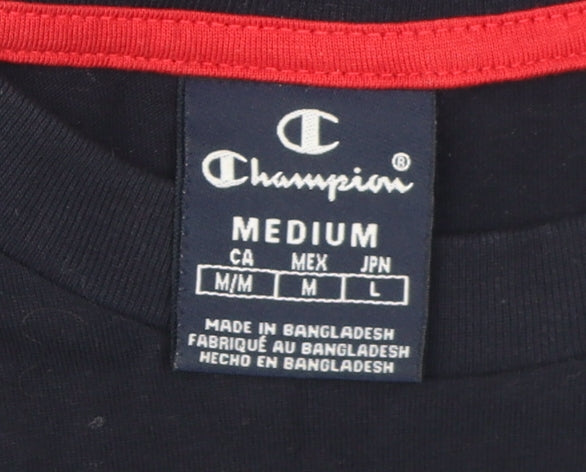 C
Champion®
MEDIUM
CA MEX JPN
M/M M L
MADE IN BANGLADESH
FABRIQUÉ AU BANGLADESH
HECHO EN BANGLADESH